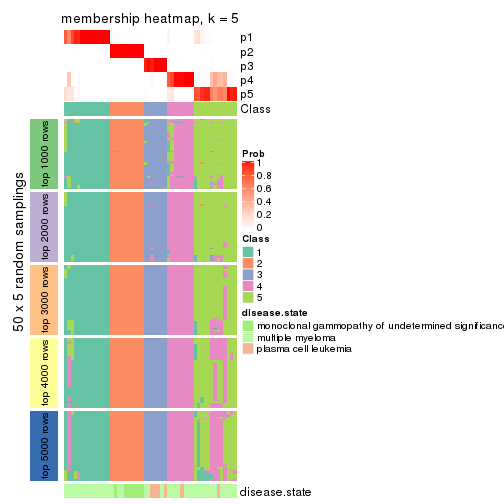 membership heatmap, k = 5
p1
p2
p3
p4
p5
Class
50 x 5 random samplings
top 1000 rows
top 2000 rows
top 3000 rows
top 4000 rows
top 5000 rows
disease.state
Prob
1
0.8
0.6
0.4
0.2
0
Class
1
2
3
4
5
disease.state
monoclonal gammopathy of undetermined significance
multiple myeloma
plasma cell leukemia